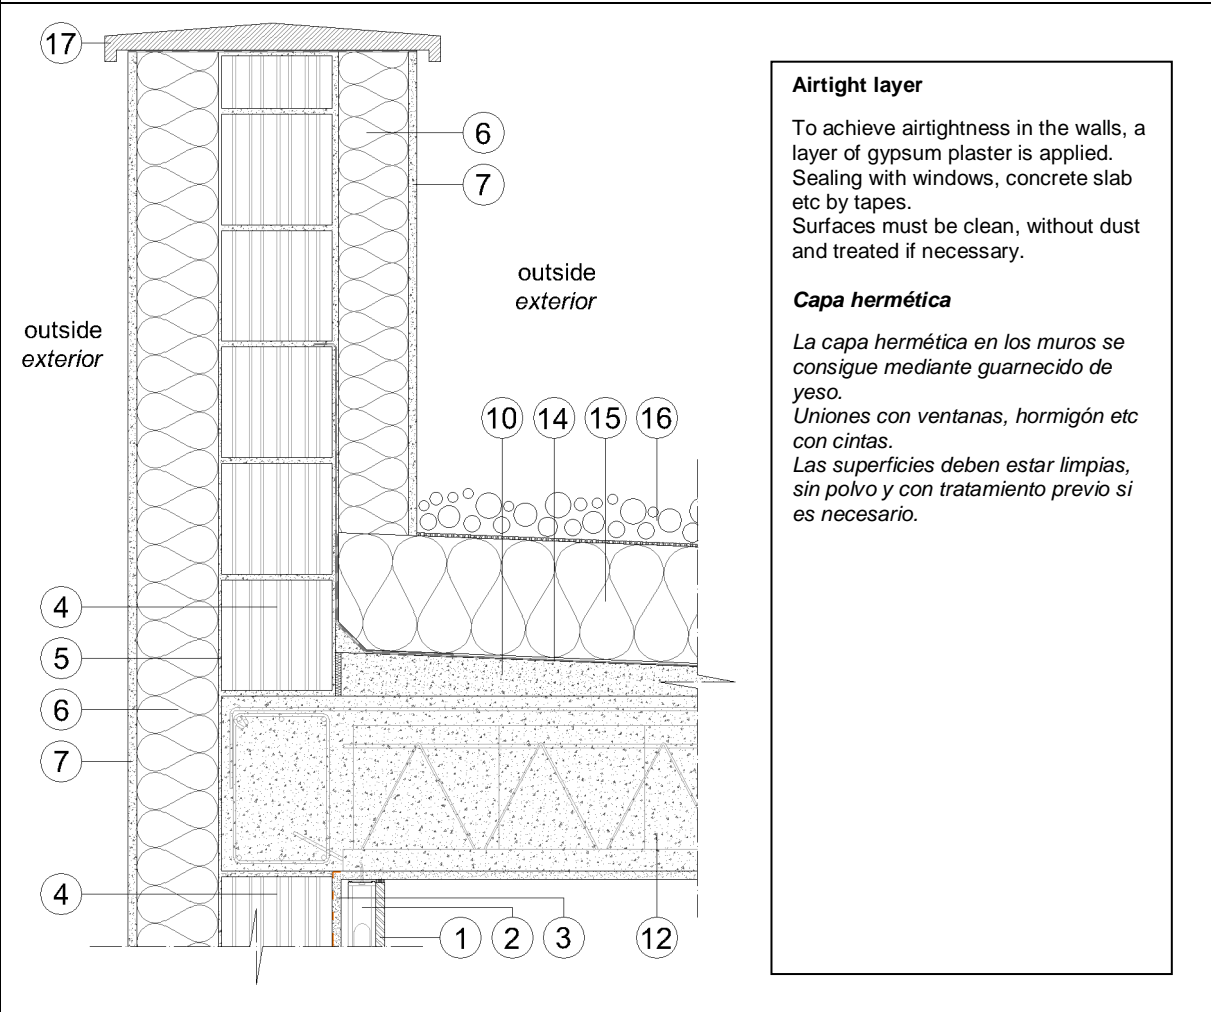 17
6
7
outside
exterior
outside
exterior
10 14 15 16
4
5
6
7
4
1 2 3 12
Airtight layer
To achieve airtightness in the walls, a
layer of gypsum plaster is applied.
Sealing with windows, concrete slab
etc by tapes.
Surfaces must be clean, without dust
and treated if necessary.
Capa hermética
La capa hermética en los muros se
consigue mediante guarnecido de
yeso.
Uniones con ventanas, hormigón etc
con cintas.
Las superficies deben estar limpias,
sin polvo y con tratamiento previo si
es necesario.